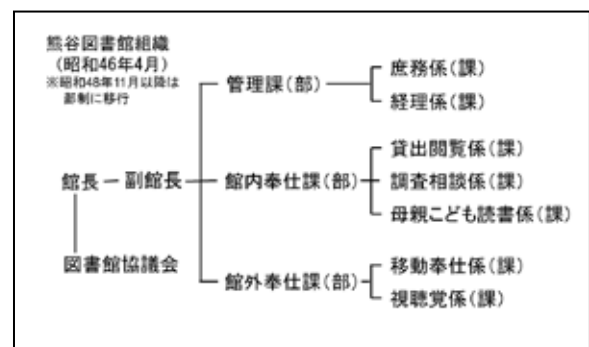 熊谷図書館組織
(昭和46年4月)
※昭和48年11月以降は
部制に移行
館長
副館長
図書館協議会
管理課(部)
庶務係(課)
経理係(課)
館内奉仕課(部)
貸出閲覧係(課)
調査相談係(課)
母親こども読書係(課)
館外奉仕課(部)
移動奉仕係(課)
視聴覚係(課)